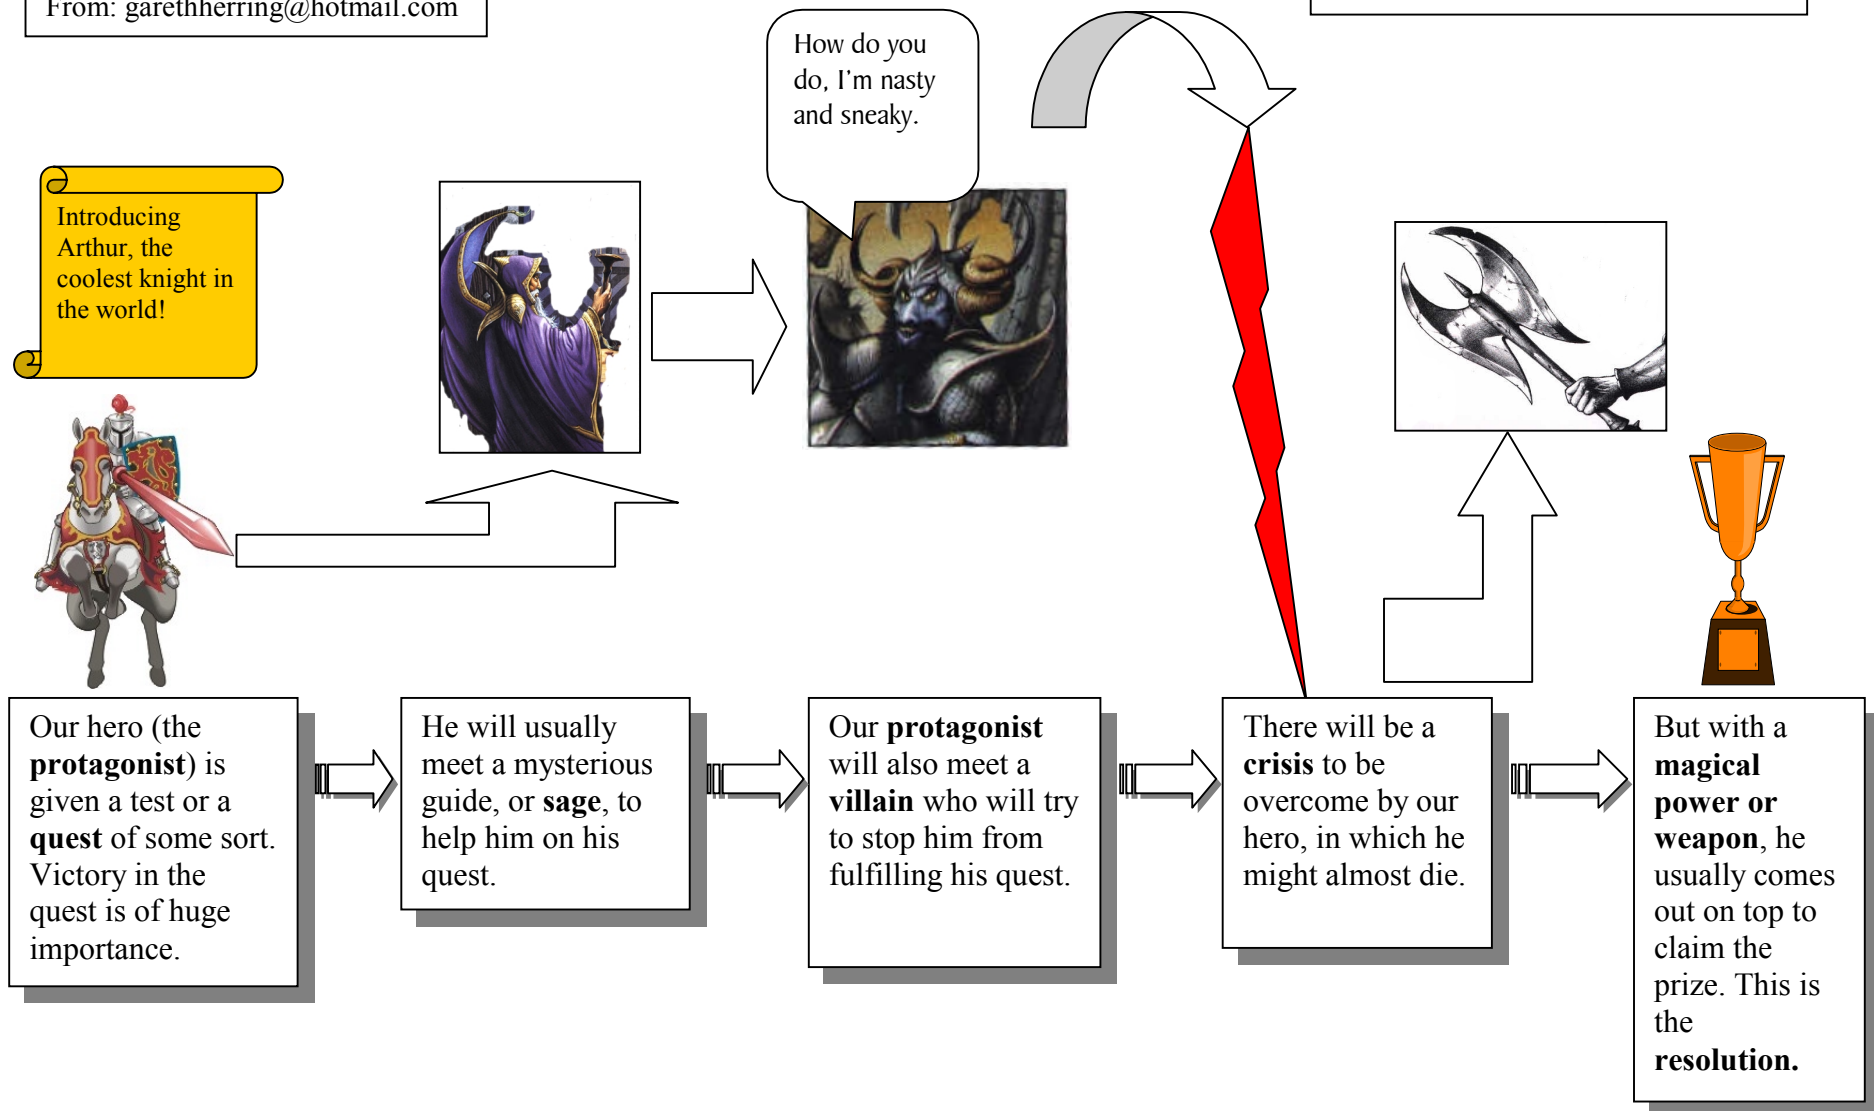 From: garethherring@hotmail.com
How do you
do, I'm nasty
and sneaky.
Introducing
Arthur, the
coolest knight in
the world!
Our hero (the
protagonist) is
given a test or a
quest of some sort.
Victory in the
quest is of huge
importance.
He will usually
meet a mysterious
guide, or sage, to
help him on his
quest.
Our protagonist
will also meet a
villain who will try
to stop him from
fulfilling his quest.
There will be a
crisis to be
overcome by our
hero, in which he
might almost die.
But with a
magical
power or
weapon, he
usually comes
out on top to
claim the
prize. This is
the
resolution.